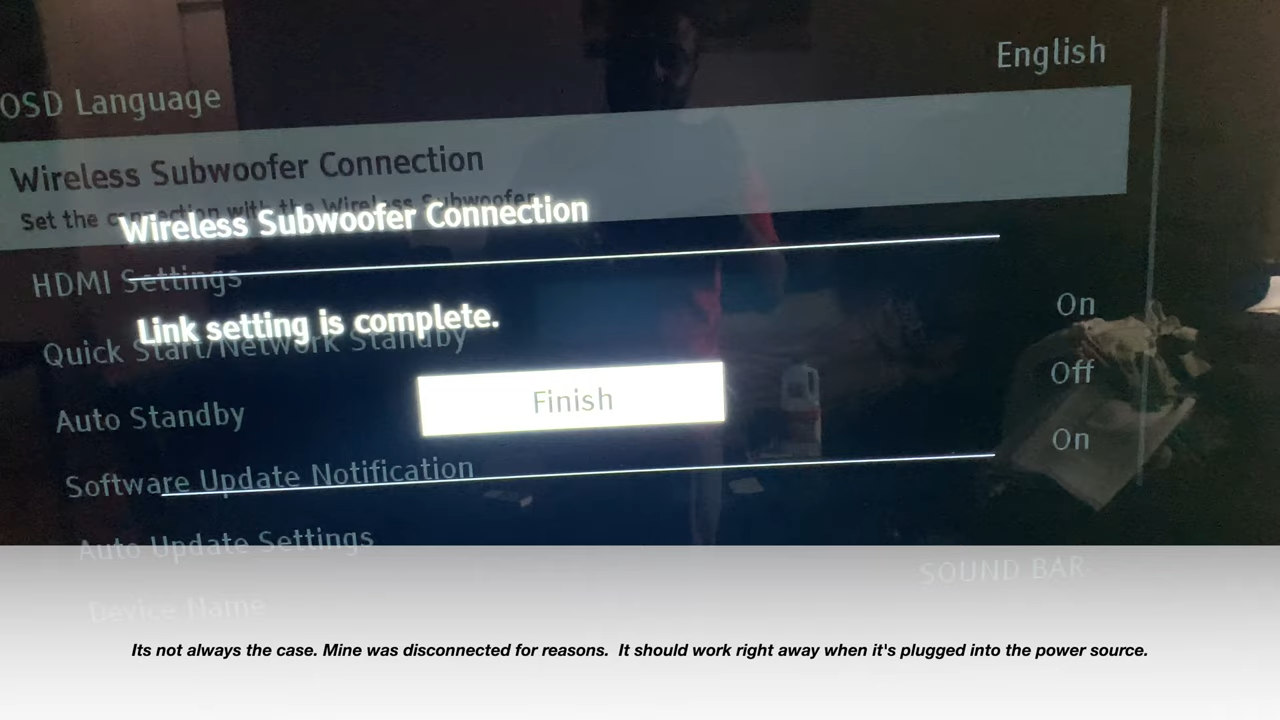 English
OSD Language
Wireless Subwoofer Connection
Set the connection with the Wireless Subwoofer.
Wireless Subwoofer Connection
HDMI Settings
Link setting is complete.
On
Quick Start/Network Standby
Off
Finish
Auto Standby
On
Software Update Notification
Auto Update Settings
SOUND BAR
Device Name
Its not always the case. Mine was disconnected for reasons. It should work right away when it's plugged into the power source.